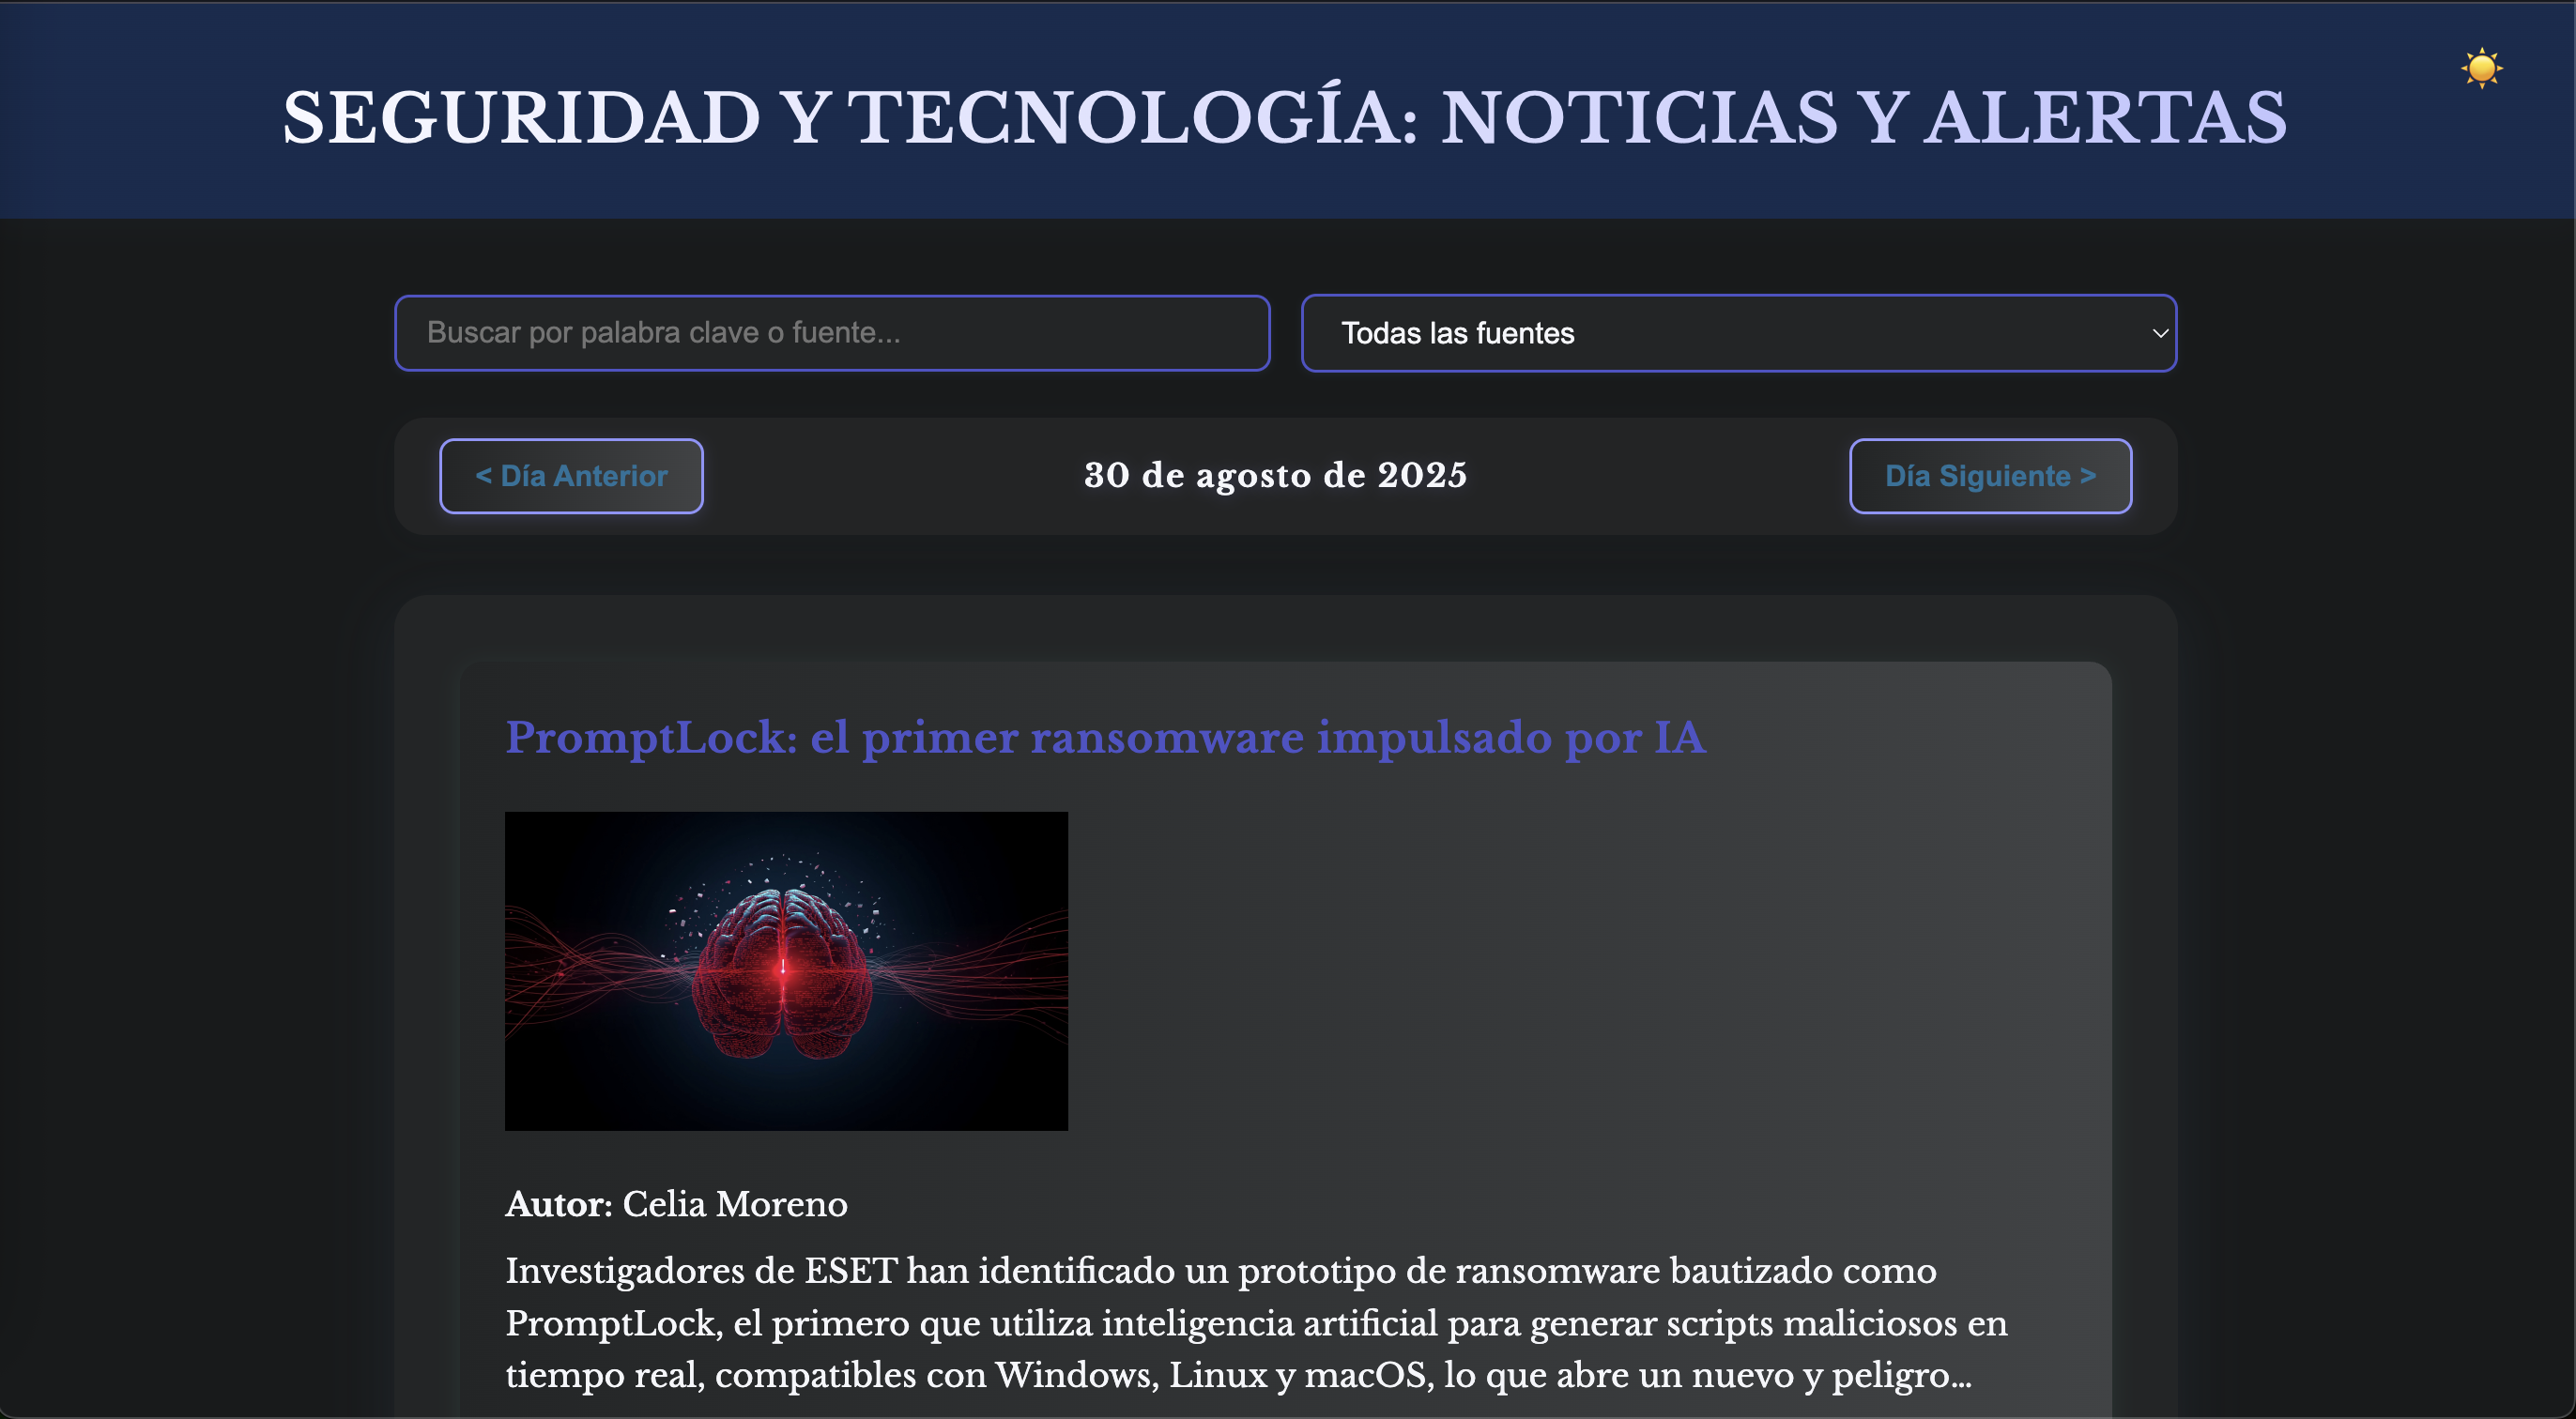 SEGURIDAD Y TECNOLOGÍA: NOTICIAS Y ALERTAS
Buscar por palabra clave o fuente...
Todas las fuentes
< Día Anterior
30 de agosto de 2025
Día Siguiente >
PromptLock: el primer ransomware impulsado por IA
Autor: Celia Moreno
Investigadores de ESET han identificado un prototipo de ransomware bautizado como
PromptLock, el primero que utiliza inteligencia artificial para generar scripts maliciosos en
tiempo real, compatibles con Windows, Linux y macOS, lo que abre un nuevo y peligro...